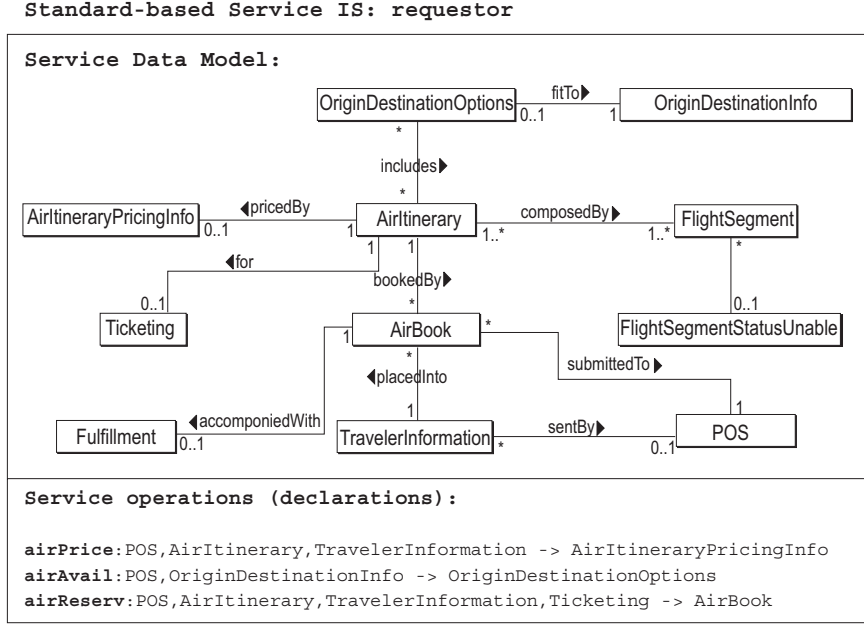 Standard-based Service IS: requestor
Service Data Model:
OriginDestinationOptions 0..1 fitTo▶ 1 OriginDestinationInfo
*
includes▶
*
AirItineraryPricingInfo 0..1 ◀pricedBy 1 AirItinerary 1..* composedBy▶ 1..* FlightSegment
1 1 *
◀for
bookedBy▶
0..1 * 0..1
Ticketing 1 AirBook * FlightSegmentStatusUnable
* submittedTo▶
◀placedInto
1 1
Fulfillment 0..1 ◀accomponiedWith TravelerInformation * sentBy▶ 0..1 POS
Service operations (declarations):
airPrice:POS,AirItinerary,TravelerInformation -> AirItineraryPricingInfo
airAvail:POS,OriginDestinationInfo -> OriginDestinationOptions
airReserv:POS,AirItinerary,TravelerInformation,Ticketing -> AirBook